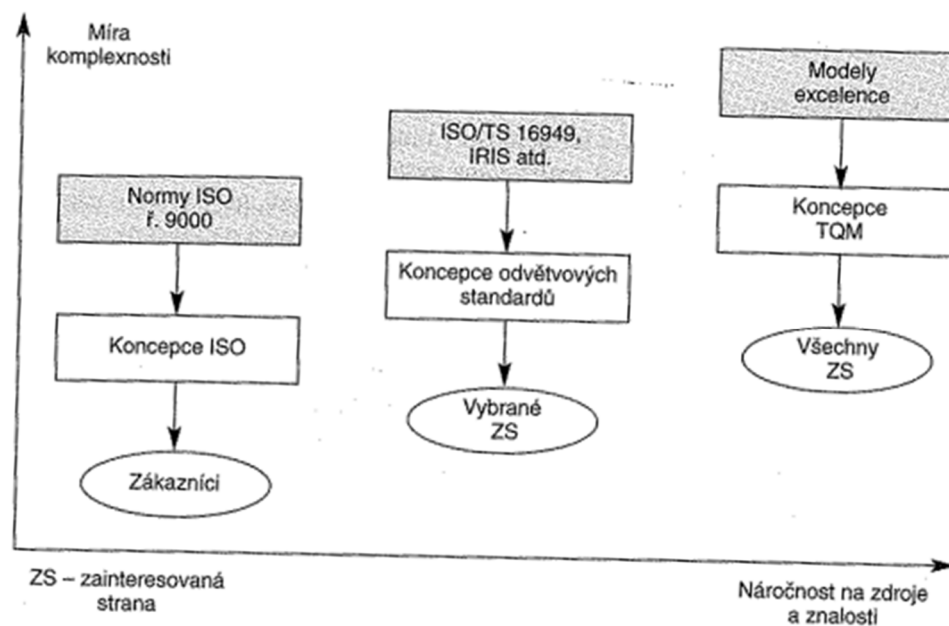 Míra
komplexnosti
Modely
excelence
ISO/TS 16949,
IRIS atd.
Normy ISO
ř. 9000
Koncepce
TQM
Koncepce odvětvových
standardů
Koncepce ISO
Všechny
ZS
Vybrané
ZS
Zákazníci
ZS – zainteresovaná
strana
Náročnost na zdroje
a znalosti